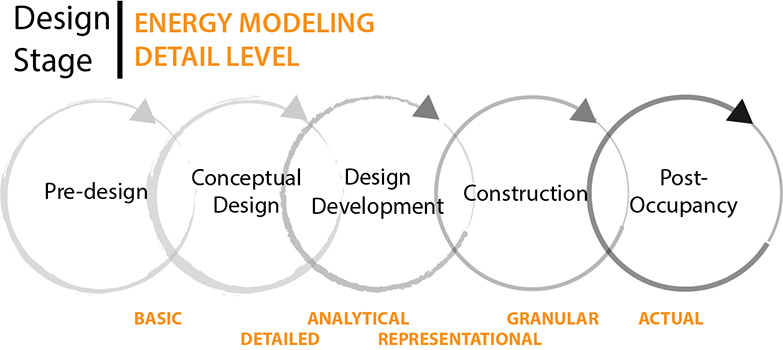 Design
Stage
ENERGY MODELING
DETAIL LEVEL
Pre-design
Conceptual
Design
Design
Development
Construction
Post-
Occupancy
BASIC
DETAILED
ANALYTICAL
REPRESENTATIONAL
GRANULAR
ACTUAL